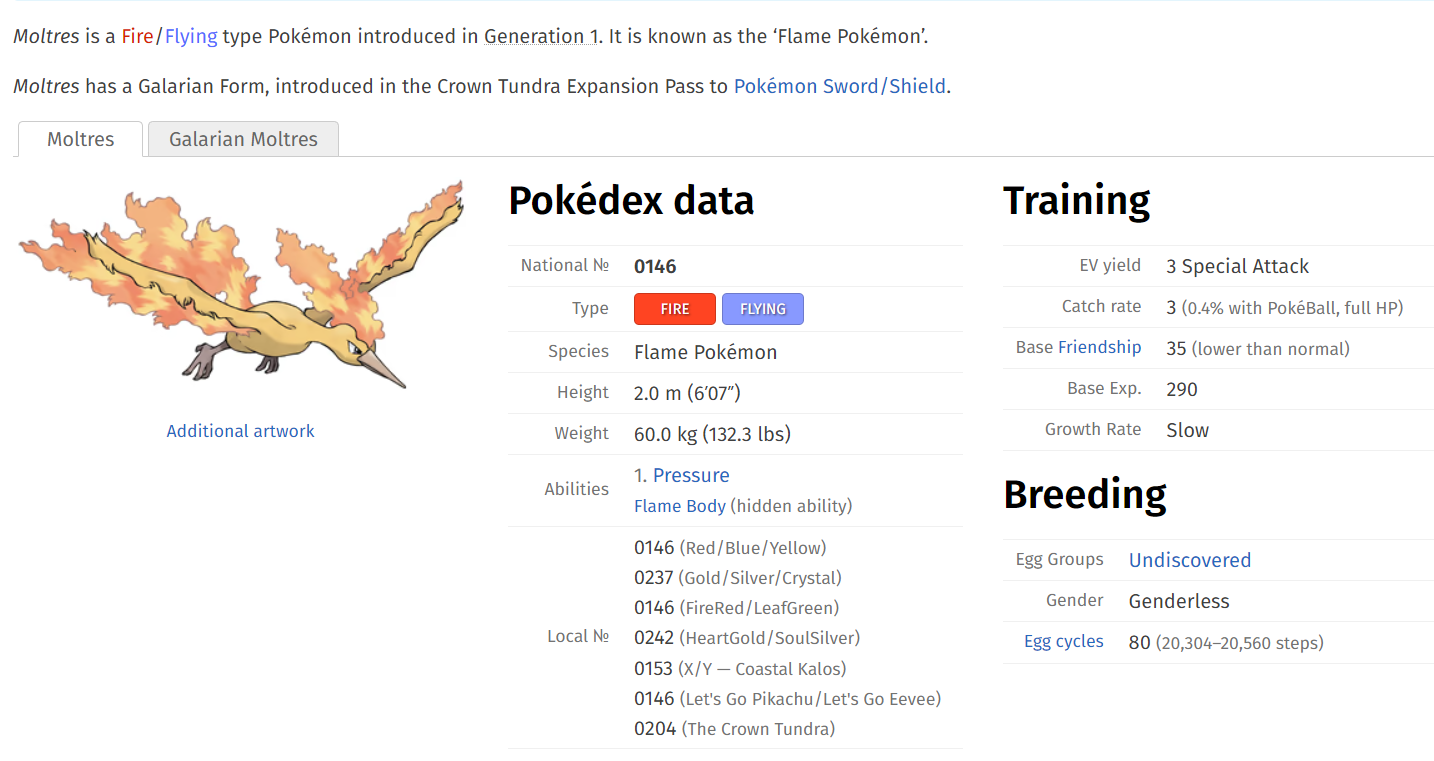 Moltres is a Fire/Flying type Pokémon introduced in Generation 1. It is known as the ‘Flame Pokémon’.
Moltres has a Galarian Form, introduced in the Crown Tundra Expansion Pass to Pokémon Sword/Shield.
Moltres
Galarian Moltres
Additional artwork
Pokédex data
National № 0146
Type FIRE FLYING
Species Flame Pokémon
Height 2.0 m (6′07″)
Weight 60.0 kg (132.3 lbs)
Abilities 1. Pressure
Flame Body (hidden ability)
Local № 0146 (Red/Blue/Yellow)
0237 (Gold/Silver/Crystal)
0146 (FireRed/LeafGreen)
0242 (HeartGold/SoulSilver)
0153 (X/Y — Coastal Kalos)
0146 (Let's Go Pikachu/Let's Go Eevee)
0204 (The Crown Tundra)
Training
EV yield 3 Special Attack
Catch rate 3 (0.4% with PokéBall, full HP)
Base Friendship 35 (lower than normal)
Base Exp. 290
Growth Rate Slow
Breeding
Egg Groups Undiscovered
Gender Genderless
Egg cycles 80 (20,304–20,560 steps)